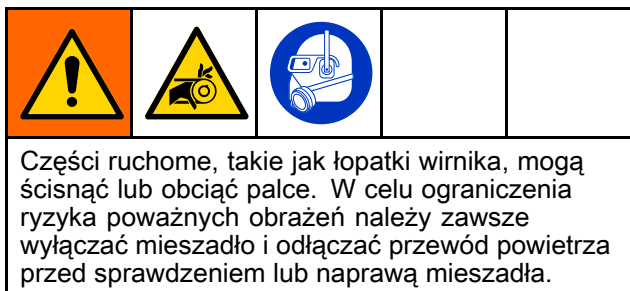 Części ruchome, takie jak łopatki wirnika, mogą
ścisnąć lub obciąć palce. W celu ograniczenia
ryzyka poważnych obrażeń należy zawsze
wyłączać mieszadło i odłączać przewód powietrza
przed sprawdzeniem lub naprawą mieszadła.